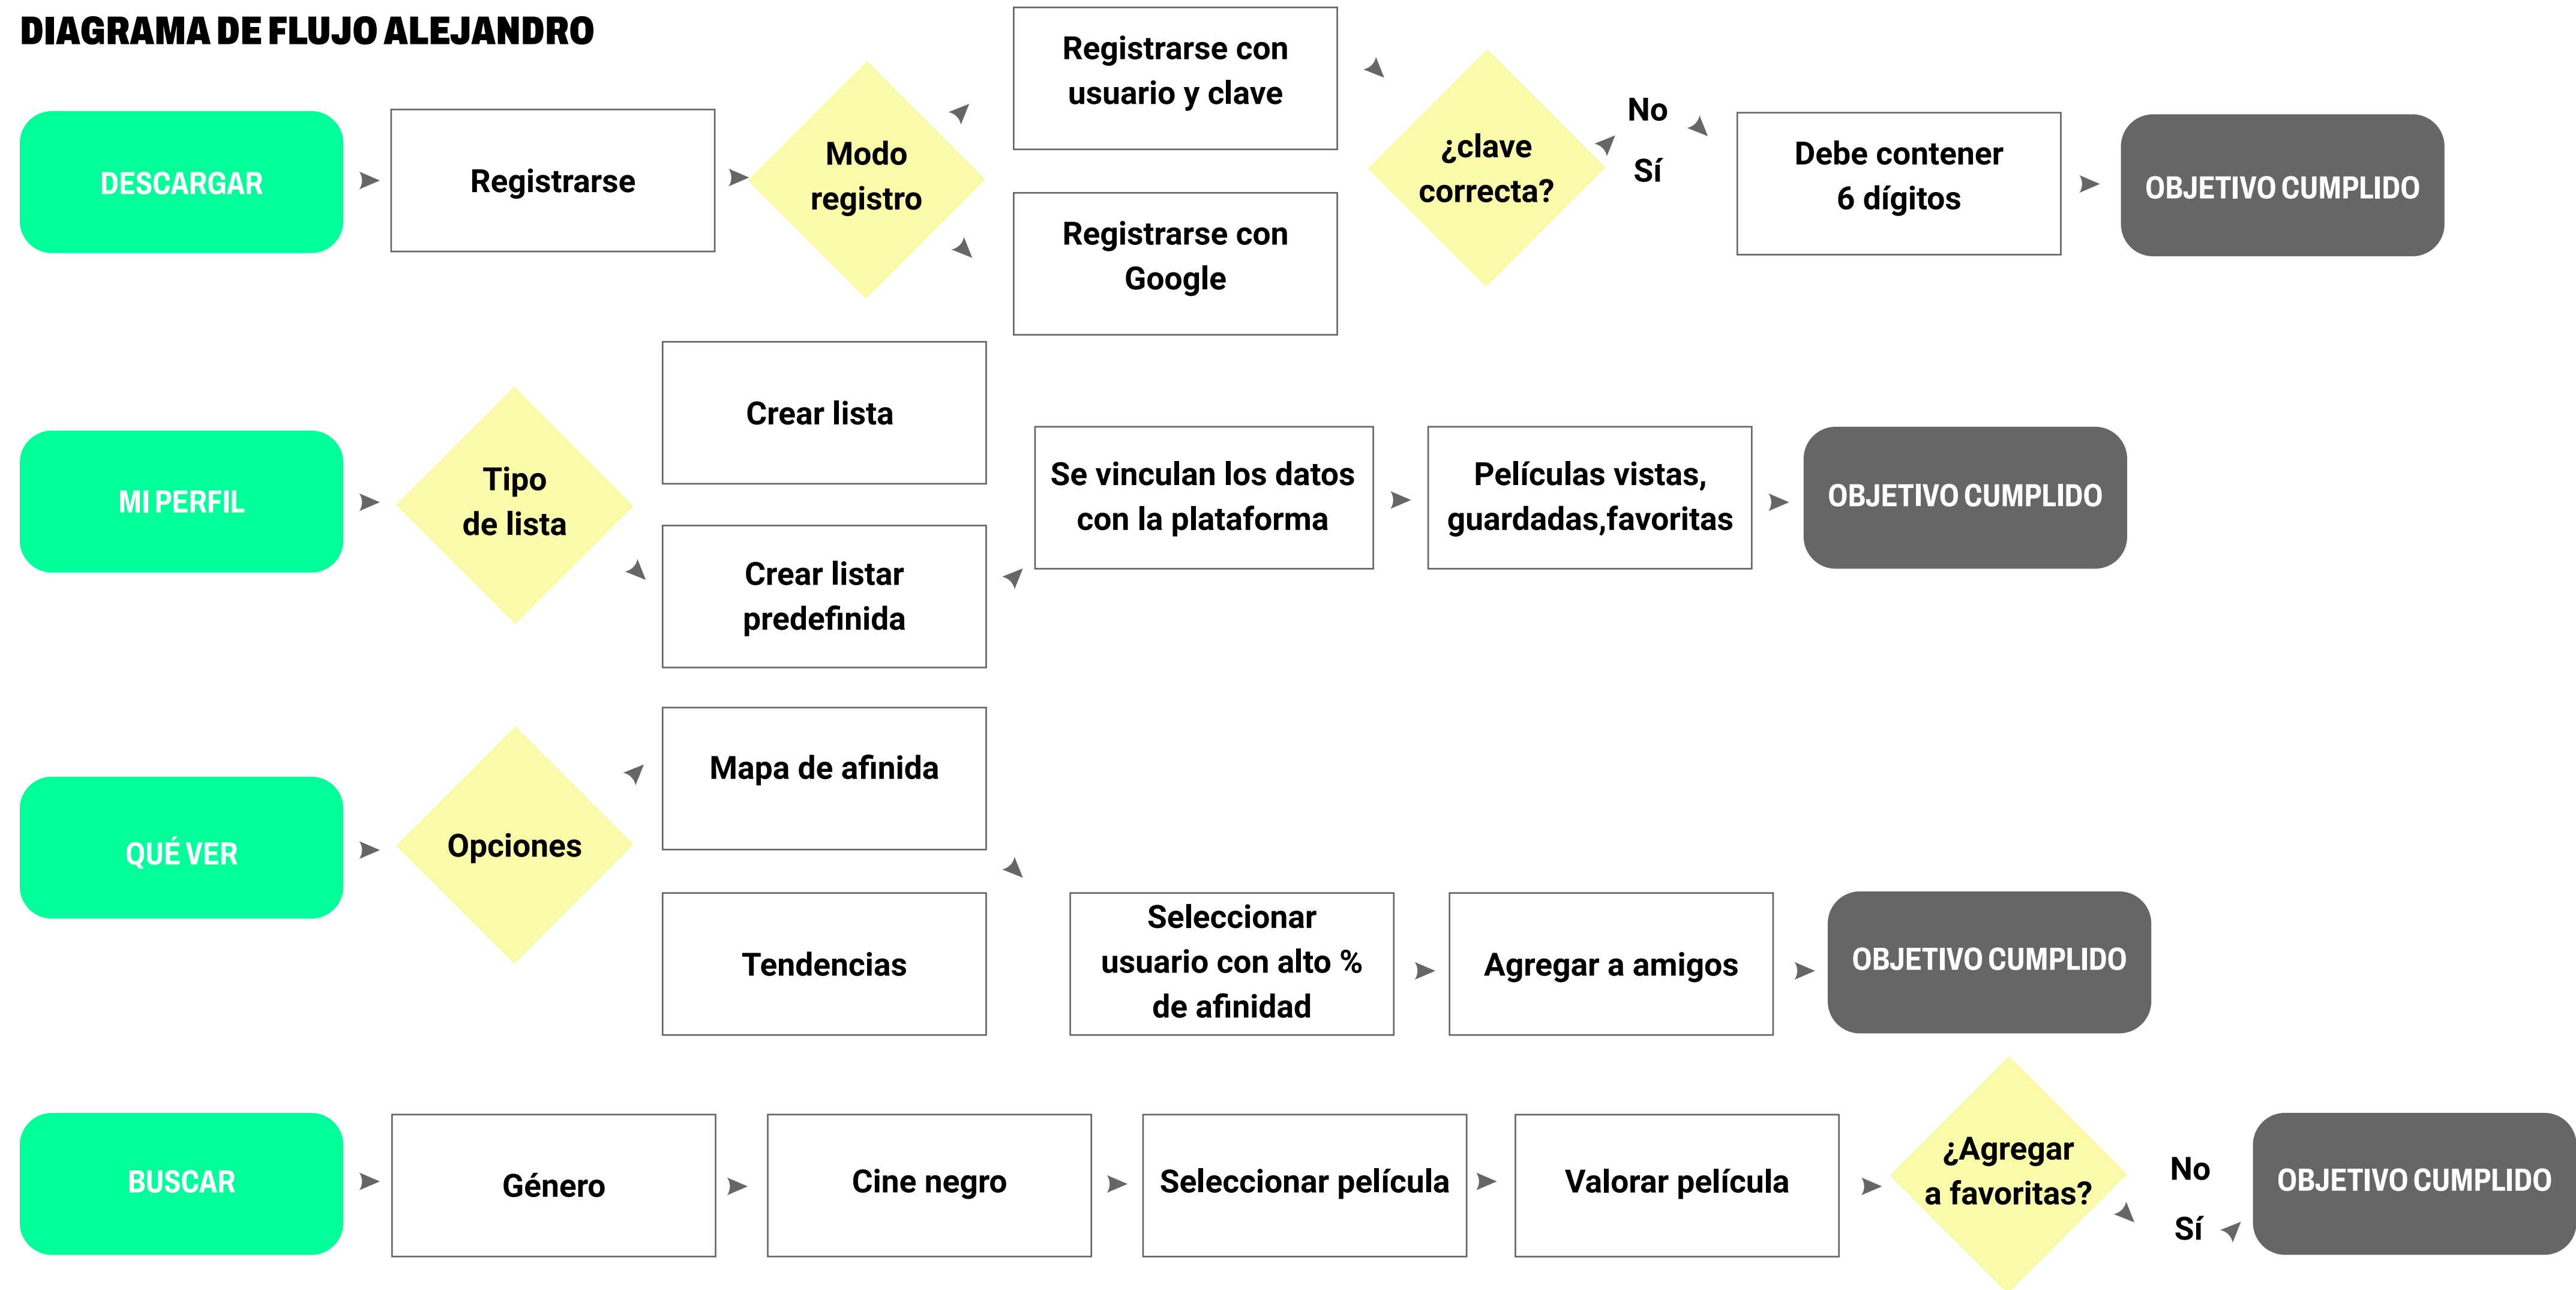 DIAGRAMA DE FLUJO ALEJANDRO
DESCARGAR
Registrarse
Modo
registro
Registrarse con
usuario y clave
Registrarse con
Google
¿clave
correcta?
No
Sí
Debe contener
6 dígitos
OBJETIVO CUMPLIDO
MI PERFIL
Tipo
de lista
Crear lista
Crear listar
predefinida
Se vinculan los datos
con la plataforma
Películas vistas,
guardadas,favoritas
OBJETIVO CUMPLIDO
QUÉ VER
Opciones
Mapa de afinida
Tendencias
Seleccionar
usuario con alto %
de afinidad
Agregar a amigos
OBJETIVO CUMPLIDO
BUSCAR
Género
Cine negro
Seleccionar película
Valorar película
¿Agregar
a favoritas?
No
Sí
OBJETIVO CUMPLIDO